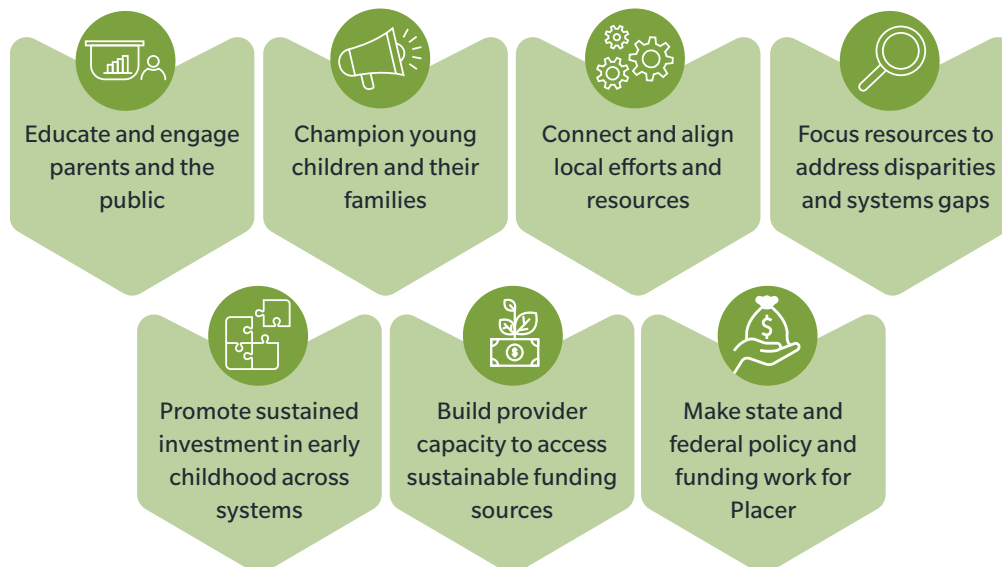 Educate and engage
parents and the
public
Champion young
children and their
families
Connect and align
local efforts and
resources
Focus resources to
address disparities
and systems gaps
Promote sustained
investment in early
childhood across
systems
Build provider
capacity to access
sustainable funding
sources
$
Make state and
federal policy and
funding work for
Placer
$